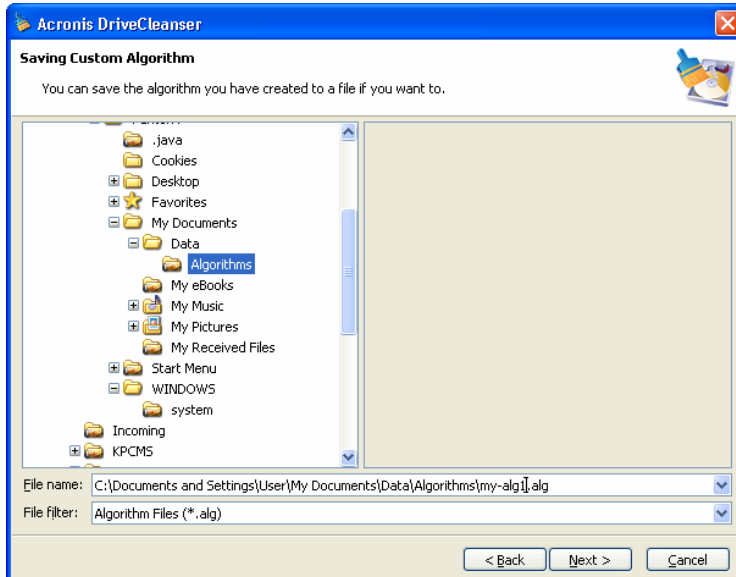 Acronis DriveCleanser
Saving Custom Algorithm
You can save the algorithm you have created to a file if you want to.
.java
Cookies
Desktop
Favorites
My Documents
Data
Algorithms
My eBooks
My Music
My Pictures
My Received Files
Start Menu
WINDOWS
system
Incoming
KPCMS
File name: C:\Documents and Settings\User\My Documents\Data\Algorithms\my-alg1.alg
File filter: Algorithm Files (*.alg)
< Back Next > Cancel